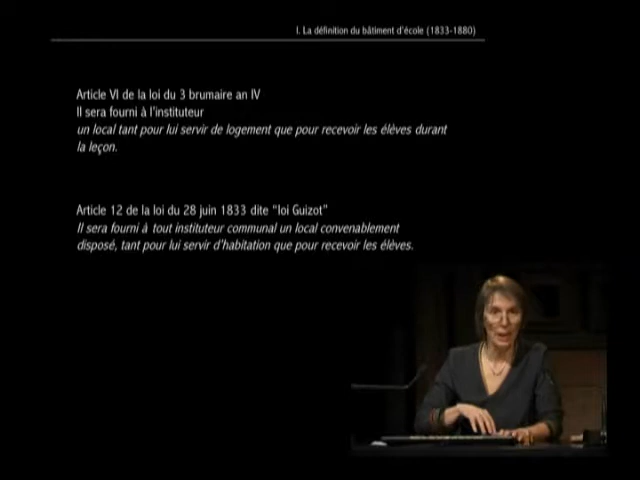 I. La définition du bâtiment d'école (1833-1880)
Article VI de la loi du 3 brumaire an IV
Il sera fourni à l'instituteur
un local tant pour lui servir de logement que pour recevoir les élèves durant
la leçon.
Article 12 de la loi du 28 juin 1833 dite "loi Guizot"
Il sera fourni à tout instituteur communal un local convenablement
disposé, tant pour lui servir d'habitation que pour recevoir les élèves.